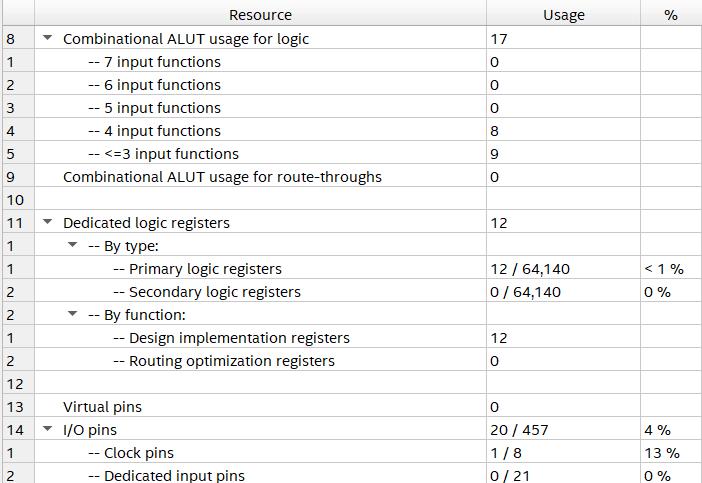 Resource Usage %
8 Combinational ALUT usage for logic 17
1 -- 7 input functions 0
2 -- 6 input functions 0
3 -- 5 input functions 0
4 -- 4 input functions 8
5 -- <=3 input functions 9
9 Combinational ALUT usage for route-throughs 0
10
11 Dedicated logic registers 12
1 -- By type:
1 -- Primary logic registers 12 / 64,140 < 1 %
2 -- Secondary logic registers 0 / 64,140 0 %
2 -- By function:
1 -- Design implementation registers 12
2 -- Routing optimization registers 0
12
13 Virtual pins 0
14 I/O pins 20 / 457 4 %
1 -- Clock pins 1 / 8 13 %
2 -- Dedicated input pins 0 / 21 0 %